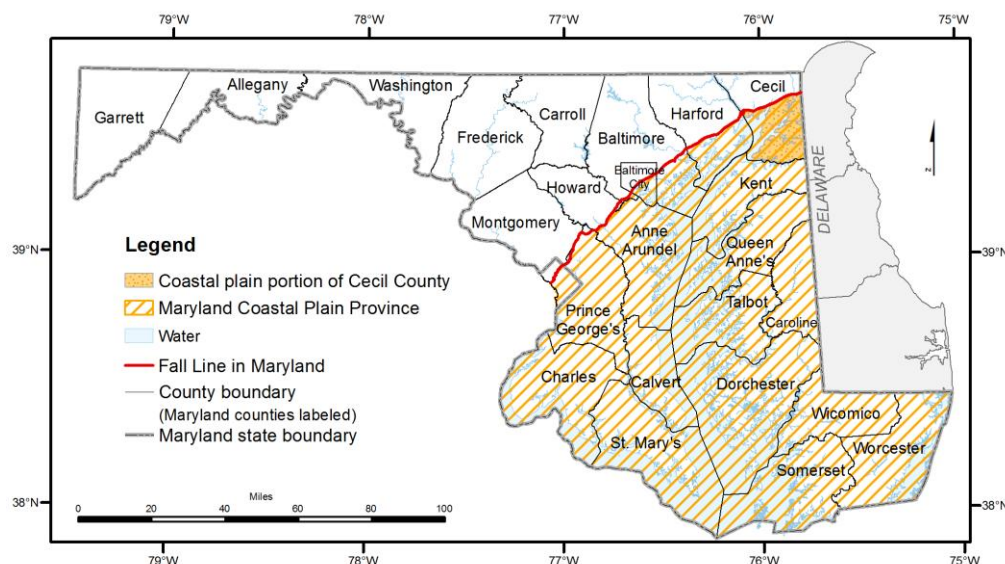 79°W 78°W 77°W 76°W 75°W
Garrett
Allegany
Washington
Frederick
Carroll
Baltimore
Harford
Cecil
Baltimore
City
Howard
Montgomery
Kent
Anne
Arundel
Queen
Anne's
Talbot
Caroline
Prince
George's
Charles
Calvert
Dorchester
St. Mary's
Wicomico
Worcester
Somerset
DELAWARE
N
39°N
39°N
38°N
38°N
Legend
Coastal plain portion of Cecil County
Maryland Coastal Plain Province
Water
Fall Line in Maryland
County boundary
(Maryland counties labeled)
Maryland state boundary
Miles
0 20 40 60 80 100
79°W 78°W 77°W 76°W 75°W